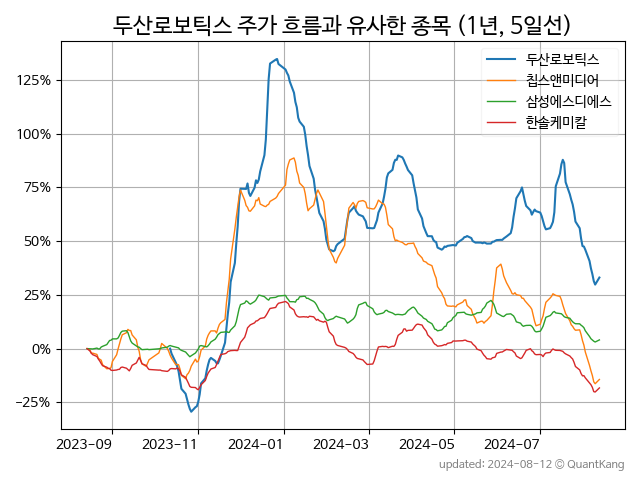 두산로보틱스 주가 흐름과 유사한 종목 (1년, 5일선)
두산로보틱스
칩스앤미디어
삼성에스디에스
한솔케미칼
125%
100%
75%
50%
25%
0%
−25%
2023-09 2023-11 2024-01 2024-03 2024-05 2024-07
updated: 2024-08-12 © QuantKang